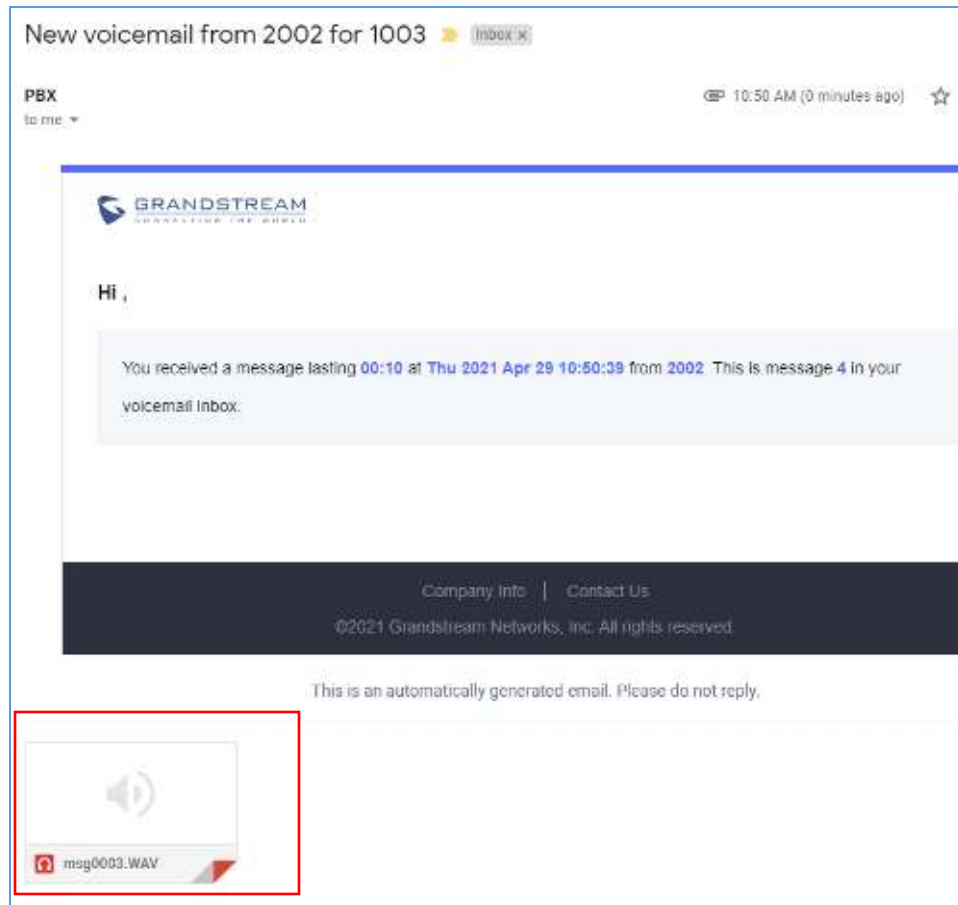 New voicemail from 2002 for 1003 Inbox x
PBX
10:50 AM (0 minutes ago)
to me
GRANDSTREAM
CONNECTING THE WORLD
Hi ,
You received a message lasting 00:10 at Thu 2021 Apr 29 10:50:39 from 2002 This is message 4 in your
voicemail inbox.
Company Info | Contact Us
©2021 Grandstream Networks, Inc. All rights reserved.
This is an automatically generated email. Please do not reply.
msg0003.WAV